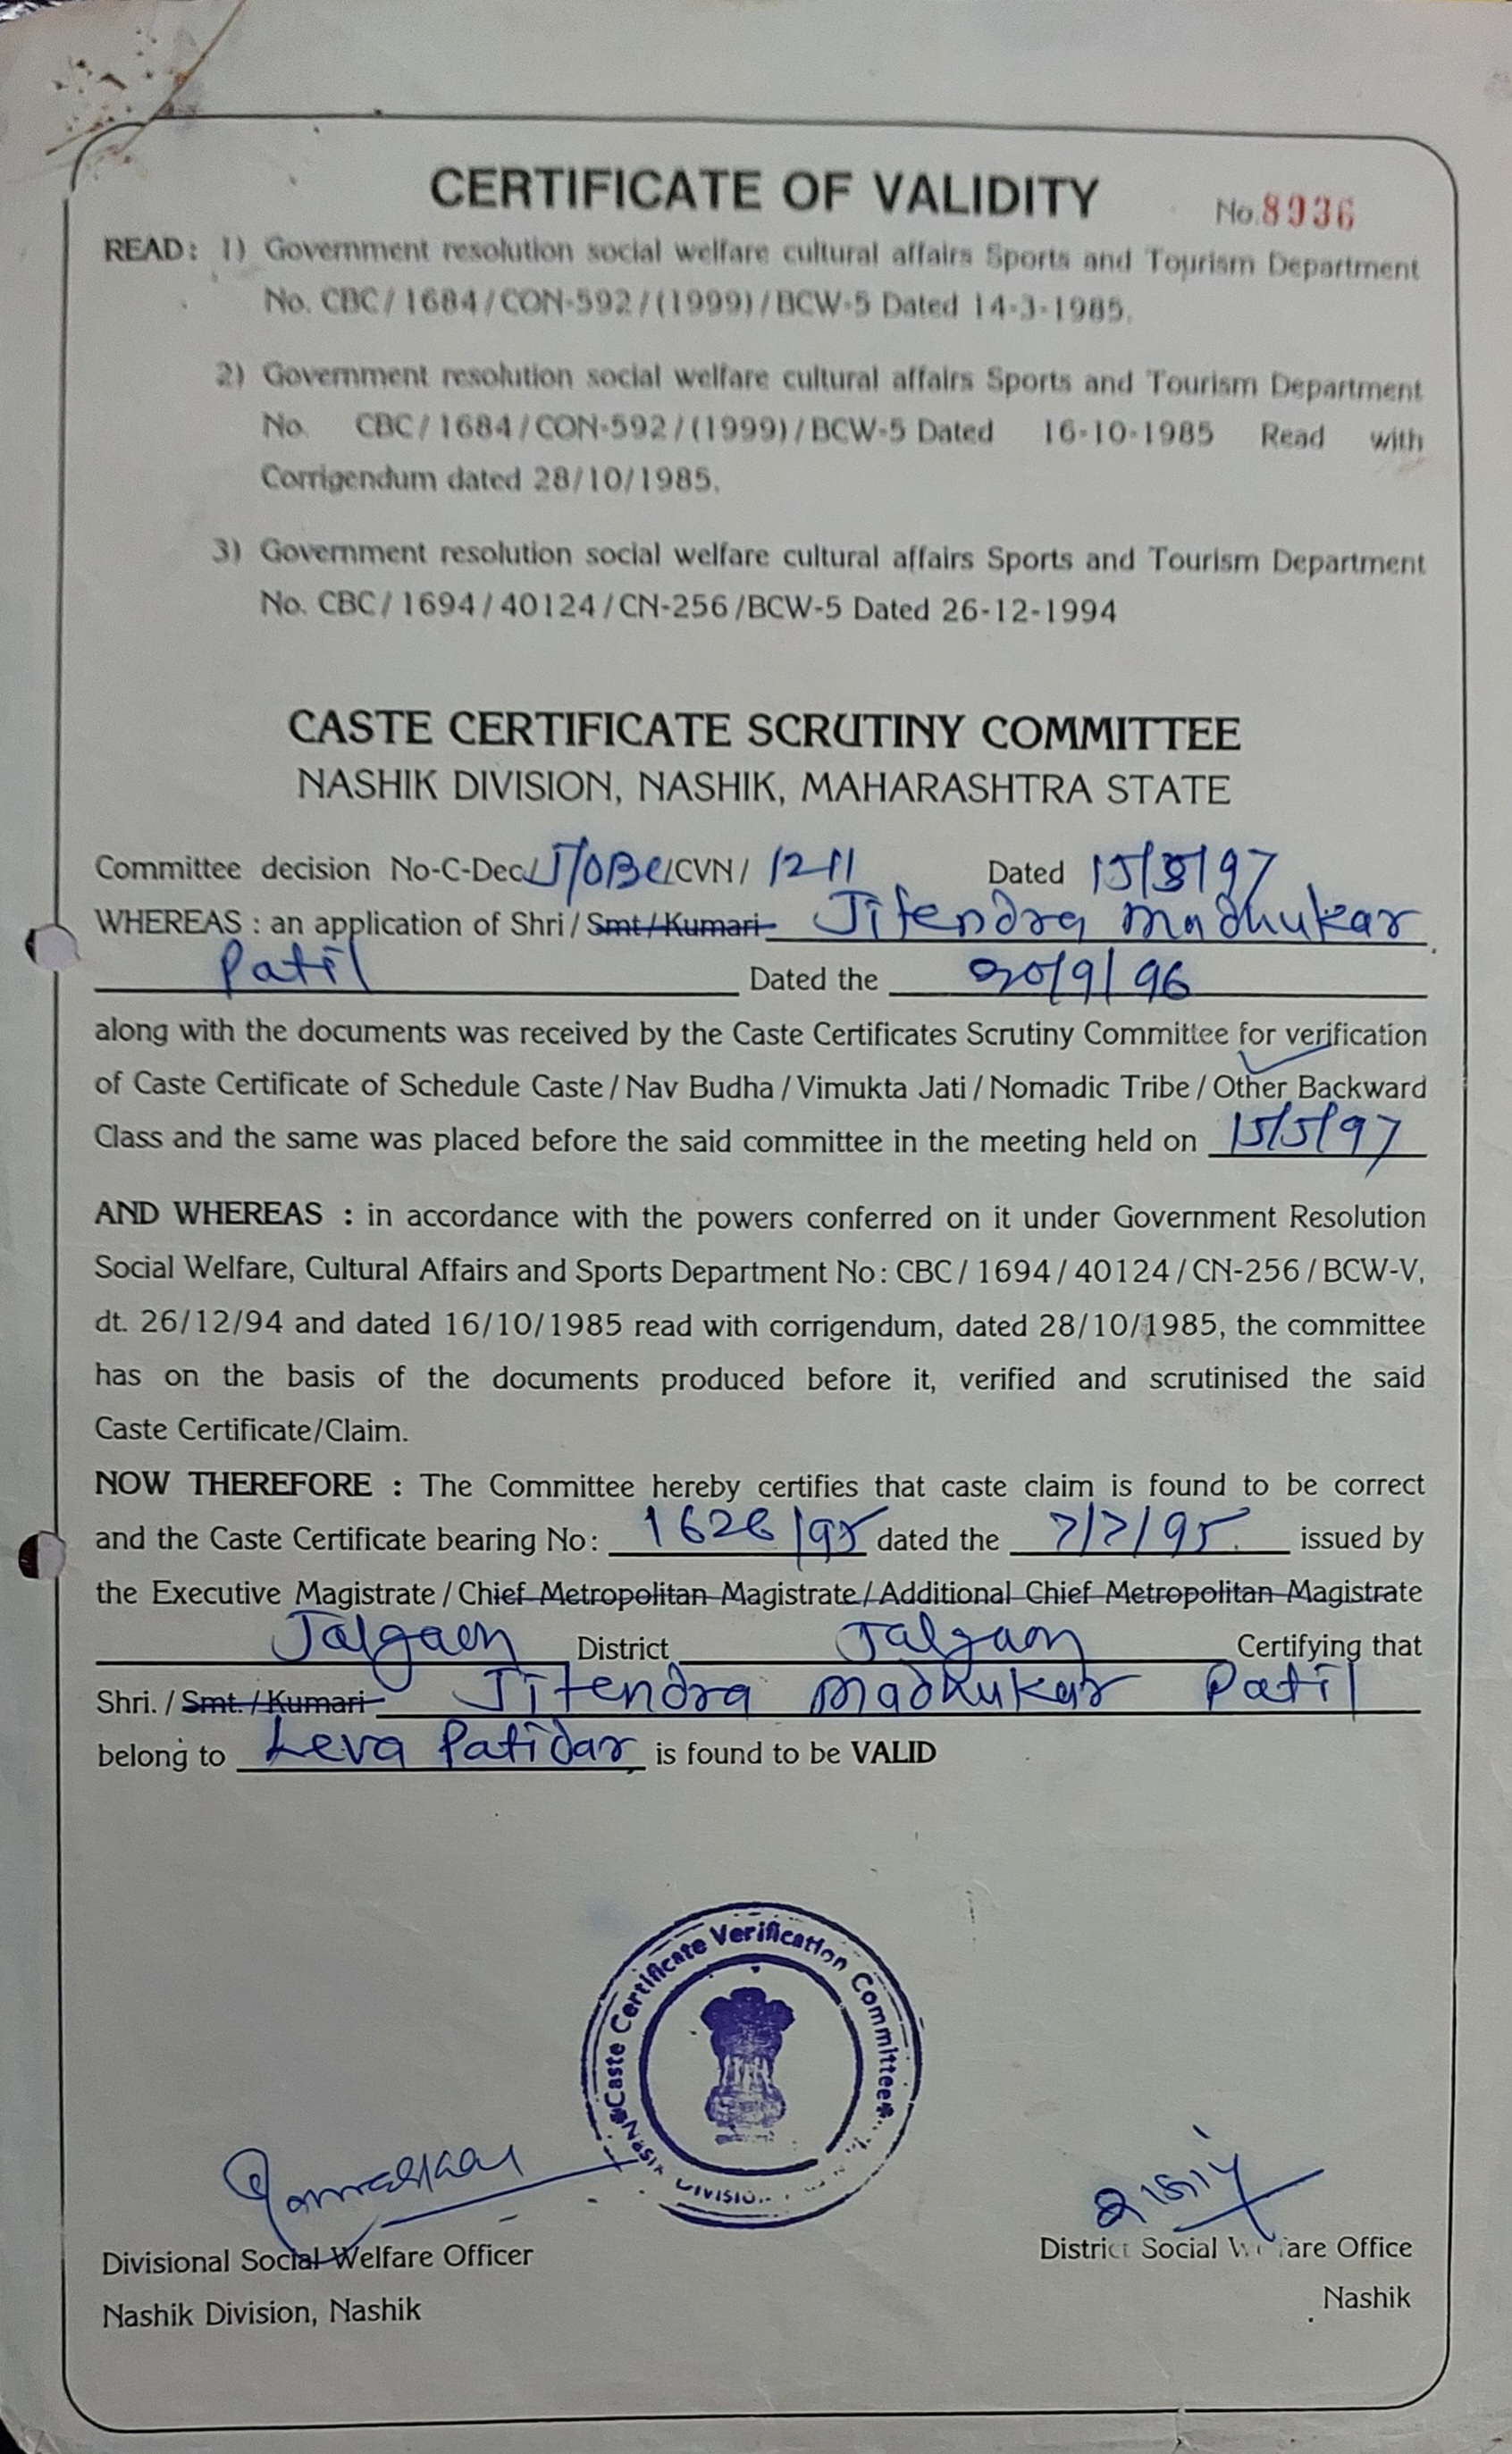 CERTIFICATE OF VALIDITY
No.8936
READ: 1) Government resolution social welfare cultural affairs Sports and Tourism Department
No. CBC/1684/CON-592/(1999)/BCW-5 Dated 14-3-1985.
2) Government resolution social welfare cultural affairs Sports and Tourism Department
No. CBC/1684/CON-592/(1999)/BCW-5 Dated 16-10-1985 Read with
Corrigendum dated 28/10/1985.
3) Government resolution social welfare cultural affairs Sports and Tourism Department
No. CBC/1694/40124/CN-256/BCW-5 Dated 26-12-1994
CASTE CERTIFICATE SCRUTINY COMMITTEE
NASHIK DIVISION, NASHIK, MAHARASHTRA STATE
Committee decision No-C-Dec/J/OBC/CVN/ 1211 Dated 15/5/97
WHEREAS : an application of Shri/Smt/Kumari Jitendra Madhukar
Patil Dated the 20/9/96
along with the documents was received by the Caste Certificates Scrutiny Committee for verification
of Caste Certificate of Schedule Caste/Nav Budha/Vimukta Jati/Nomadic Tribe/Other Backward
Class and the same was placed before the said committee in the meeting held on 15/5/97
AND WHEREAS : in accordance with the powers conferred on it under Government Resolution
Social Welfare, Cultural Affairs and Sports Department No: CBC/1694/40124/CN-256/BCW-V,
dt. 26/12/94 and dated 16/10/1985 read with corrigendum, dated 28/10/1985, the committee
has on the basis of the documents produced before it, verified and scrutinised the said
Caste Certificate/Claim.
NOW THEREFORE : The Committee hereby certifies that caste claim is found to be correct
and the Caste Certificate bearing No: 1626/95 dated the 7/7/95. issued by
the Executive Magistrate/Chief Metropolitan Magistrate/Additional Chief Metropolitan Magistrate
Jalgaon District Jalgaon Certifying that
Shri./Smt./Kumari Jitendra Madhukar Patil
belong to Leva Patidar is found to be VALID
Caste Certificate Verification Committee
Nasik Division
Divisional Social Welfare Officer
Nashik Division, Nashik
District Social Welfare Office
Nashik